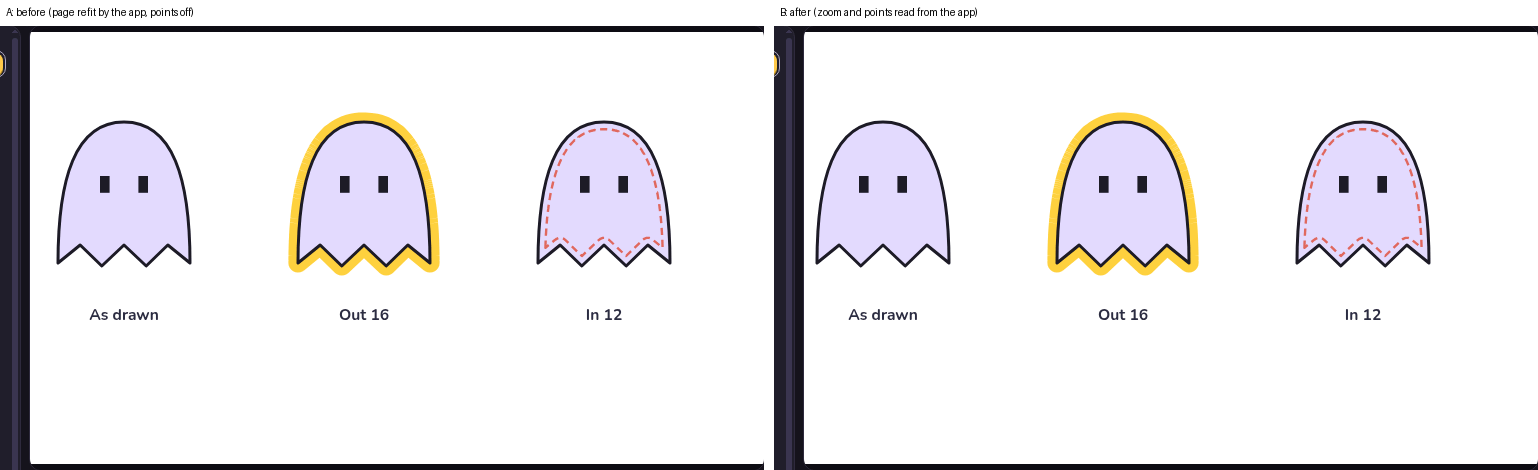 A: before (page refit by the app, points off)
B: after (zoom and points read from the app)
As drawn
Out 16
In 12
As drawn
Out 16
In 12